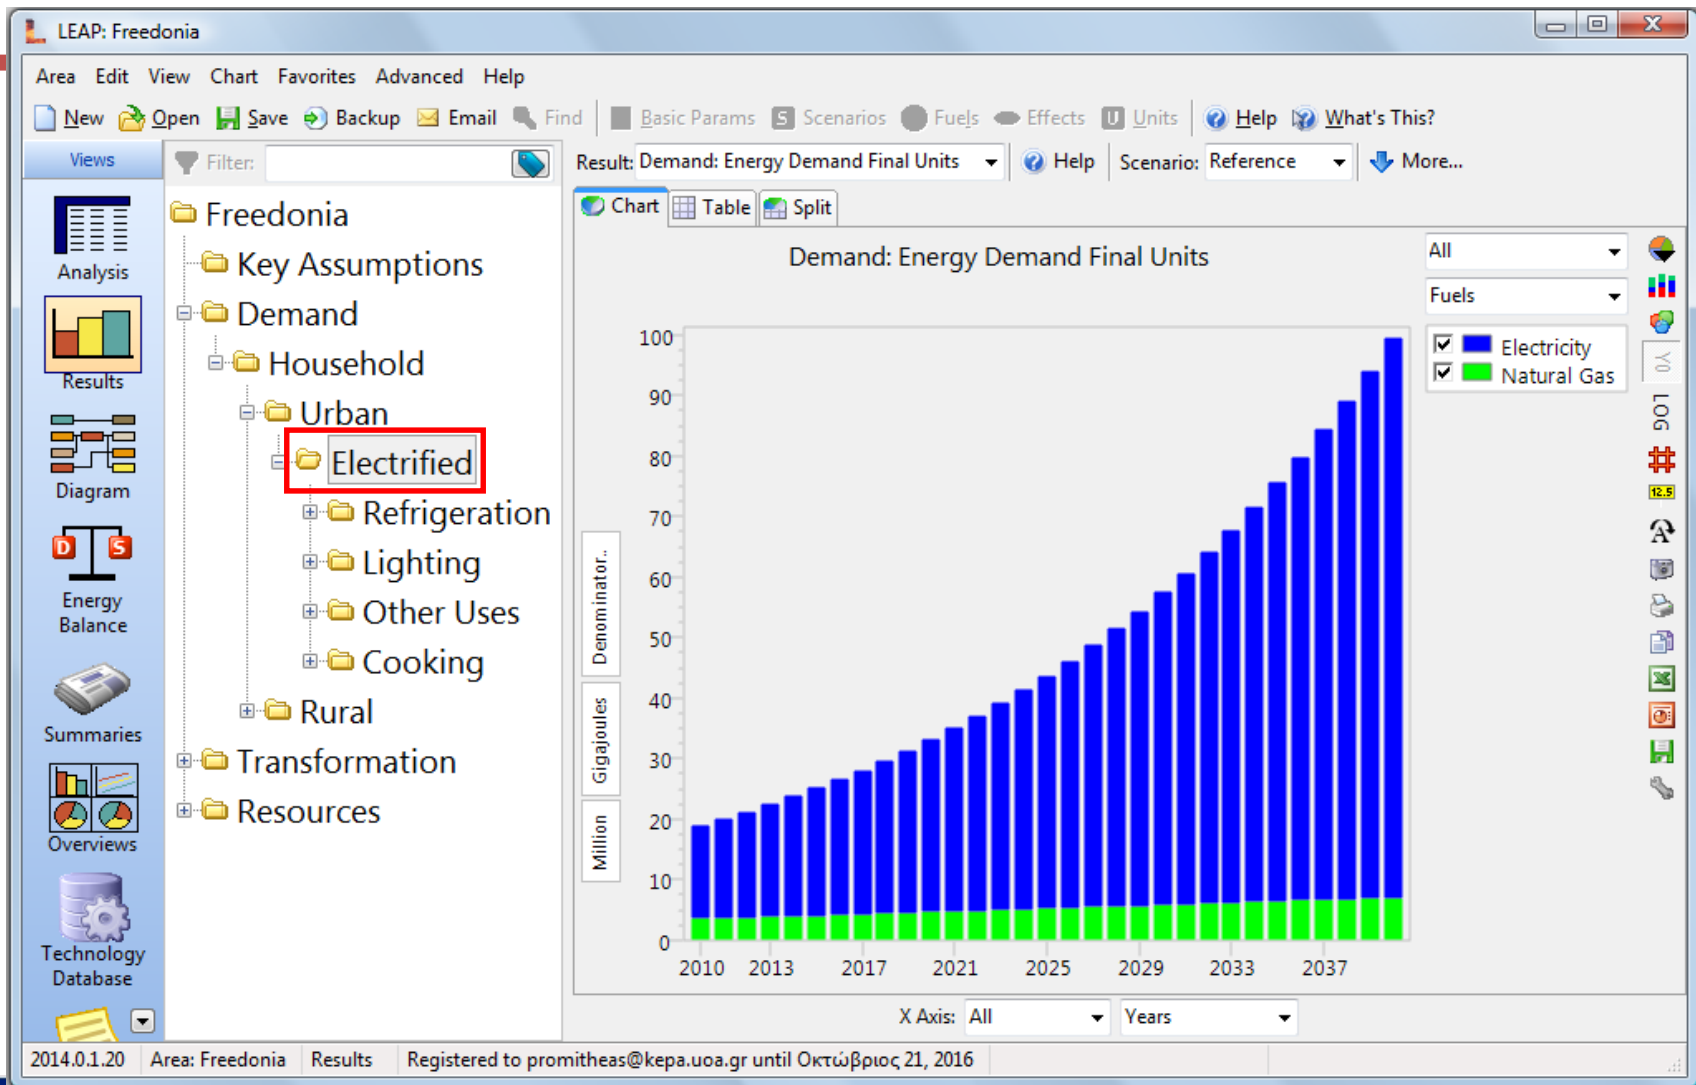 LEAP: Freedonia
Area Edit View Chart Favorites Advanced Help
New Open Save Backup Email Find Basic Params S Scenarios Fuels Effects U Units Help What's This?
Views
Filter:
Result: Demand: Energy Demand Final Units Help Scenario: Reference More...
Chart Table Split
Analysis
Results
Diagram
D S
Energy
Balance
Summaries
Overviews
Technology
Database
Freedonia
Key Assumptions
Demand
Household
Urban
Electrified
Refrigeration
Lighting
Other Uses
Cooking
Rural
Transformation
Resources
Demand: Energy Demand Final Units
All
Fuels
Electricity
Natural Gas
Y0
LOG
12.5
A
Denominator..
Gigajoules
Million
100
90
80
70
60
50
40
30
20
10
0
2010 2013 2017 2021 2025 2029 2033 2037
X Axis: All Years
2014.0.1.20 Area: Freedonia Results Registered to promitheas@kepa.uoa.gr until Οκτώβριος 21, 2016